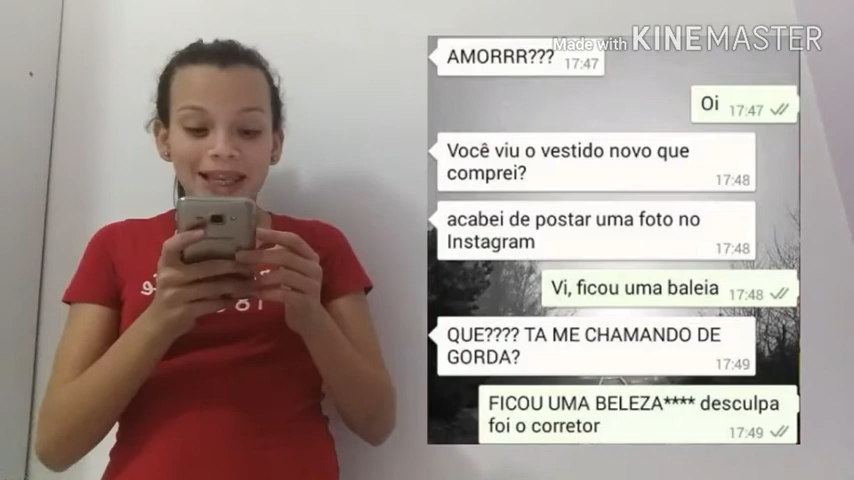 Made with KINEMASTER
AMORRR??? 17:47
Oi 17:47
Você viu o vestido novo que
comprei? 17:48
acabei de postar uma foto no
Instagram 17:48
Vi, ficou uma baleia 17:48
QUE???? TA ME CHAMANDO DE
GORDA? 17:49
FICOU UMA BELEZA**** desculpa
foi o corretor 17:49